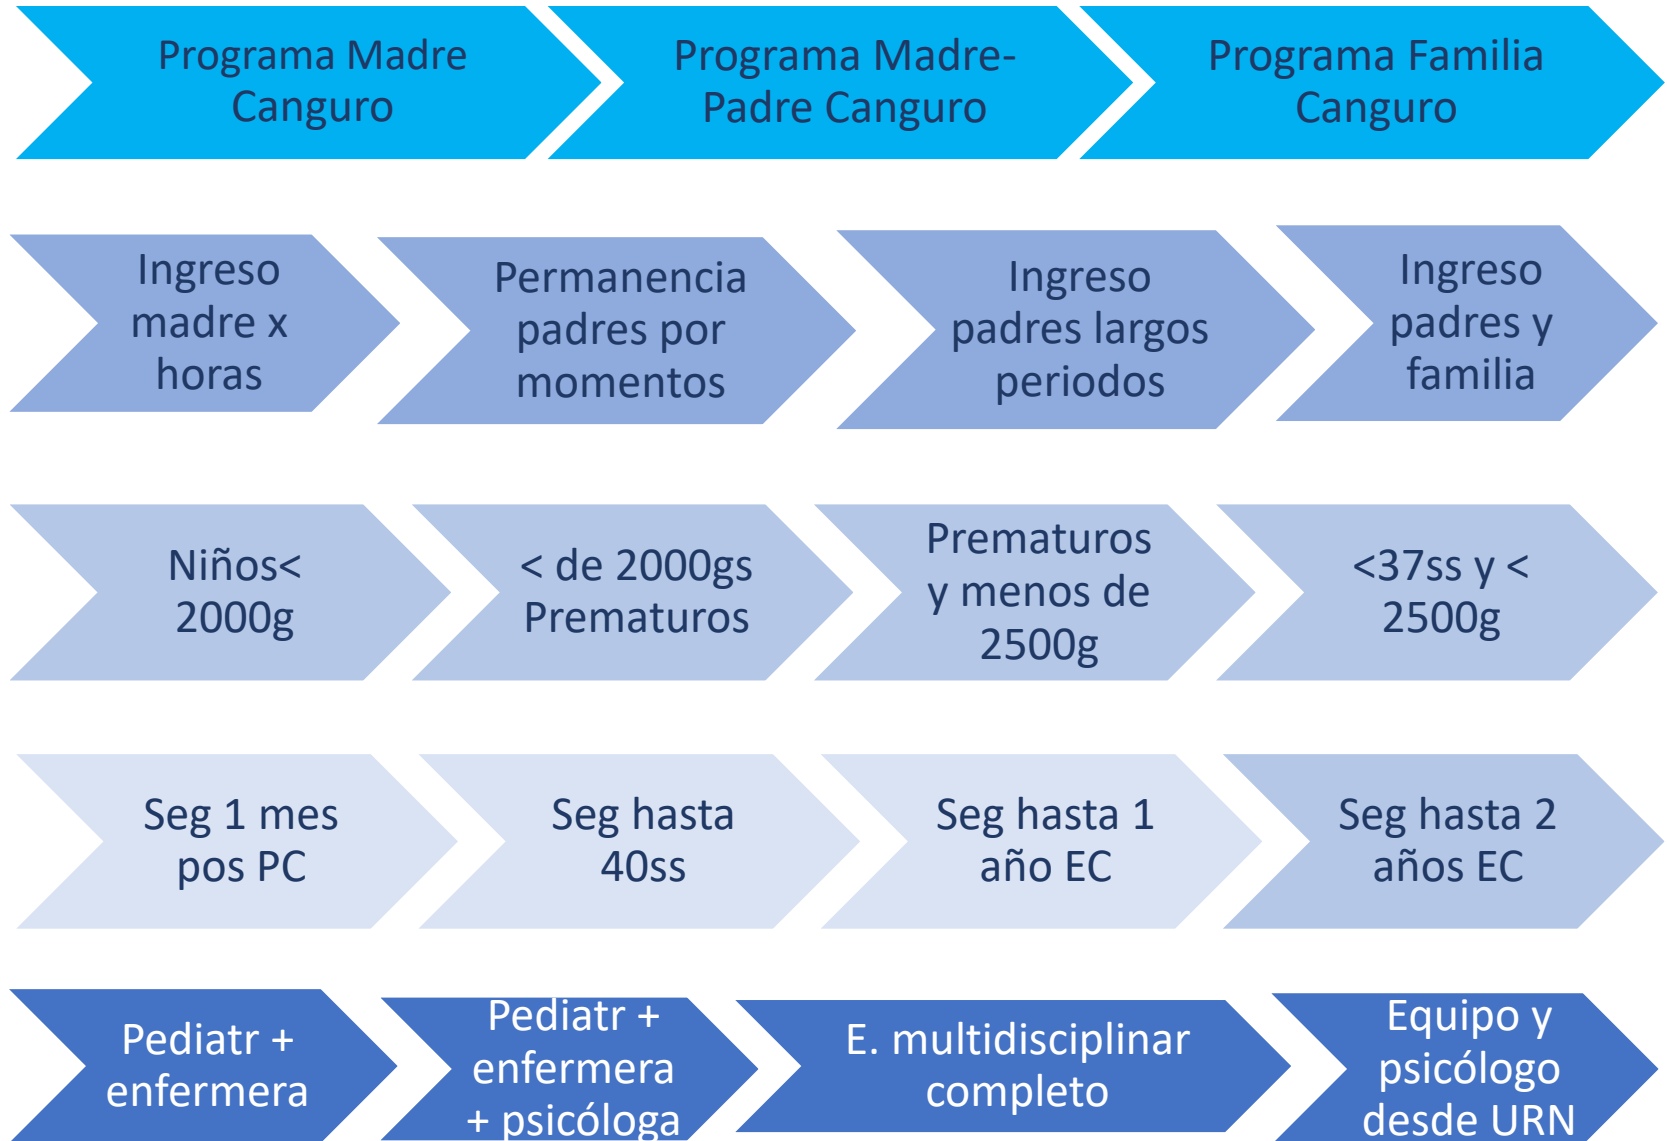 Programa Madre
Canguro
Programa Madre-
Padre Canguro
Programa Familia
Canguro
Ingreso
madre x
horas
Permanencia
padres por
momentos
Ingreso
padres largos
periodos
Ingreso
padres y
familia
Niños<
2000g
< de 2000gs
Prematuros
Prematuros
y menos de
2500g
<37ss y <
2500g
Seg 1 mes
pos PC
Seg hasta
40ss
Seg hasta 1
año EC
Seg hasta 2
años EC
Pediatr +
enfermera
Pediatr +
enfermera
+ psicóloga
E. multidisciplinar
completo
Equipo y
psicólogo
desde URN